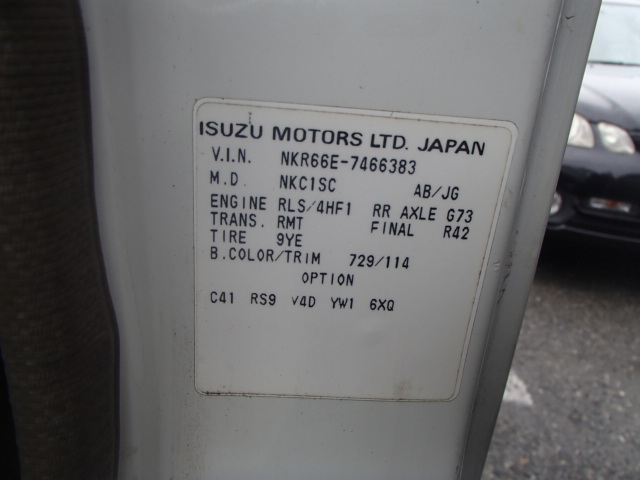 ISUZU MOTORS LTD. JAPAN
V.I.N. NKR66E-7466383
M.D NKC1SC AB/JG
ENGINE RLS/4HF1 RR AXLE G73
TRANS. RMT FINAL R42
TIRE 9YE
B.COLOR/TRIM 729/114
OPTION
C41 RS9 V4D YW1 6XQ